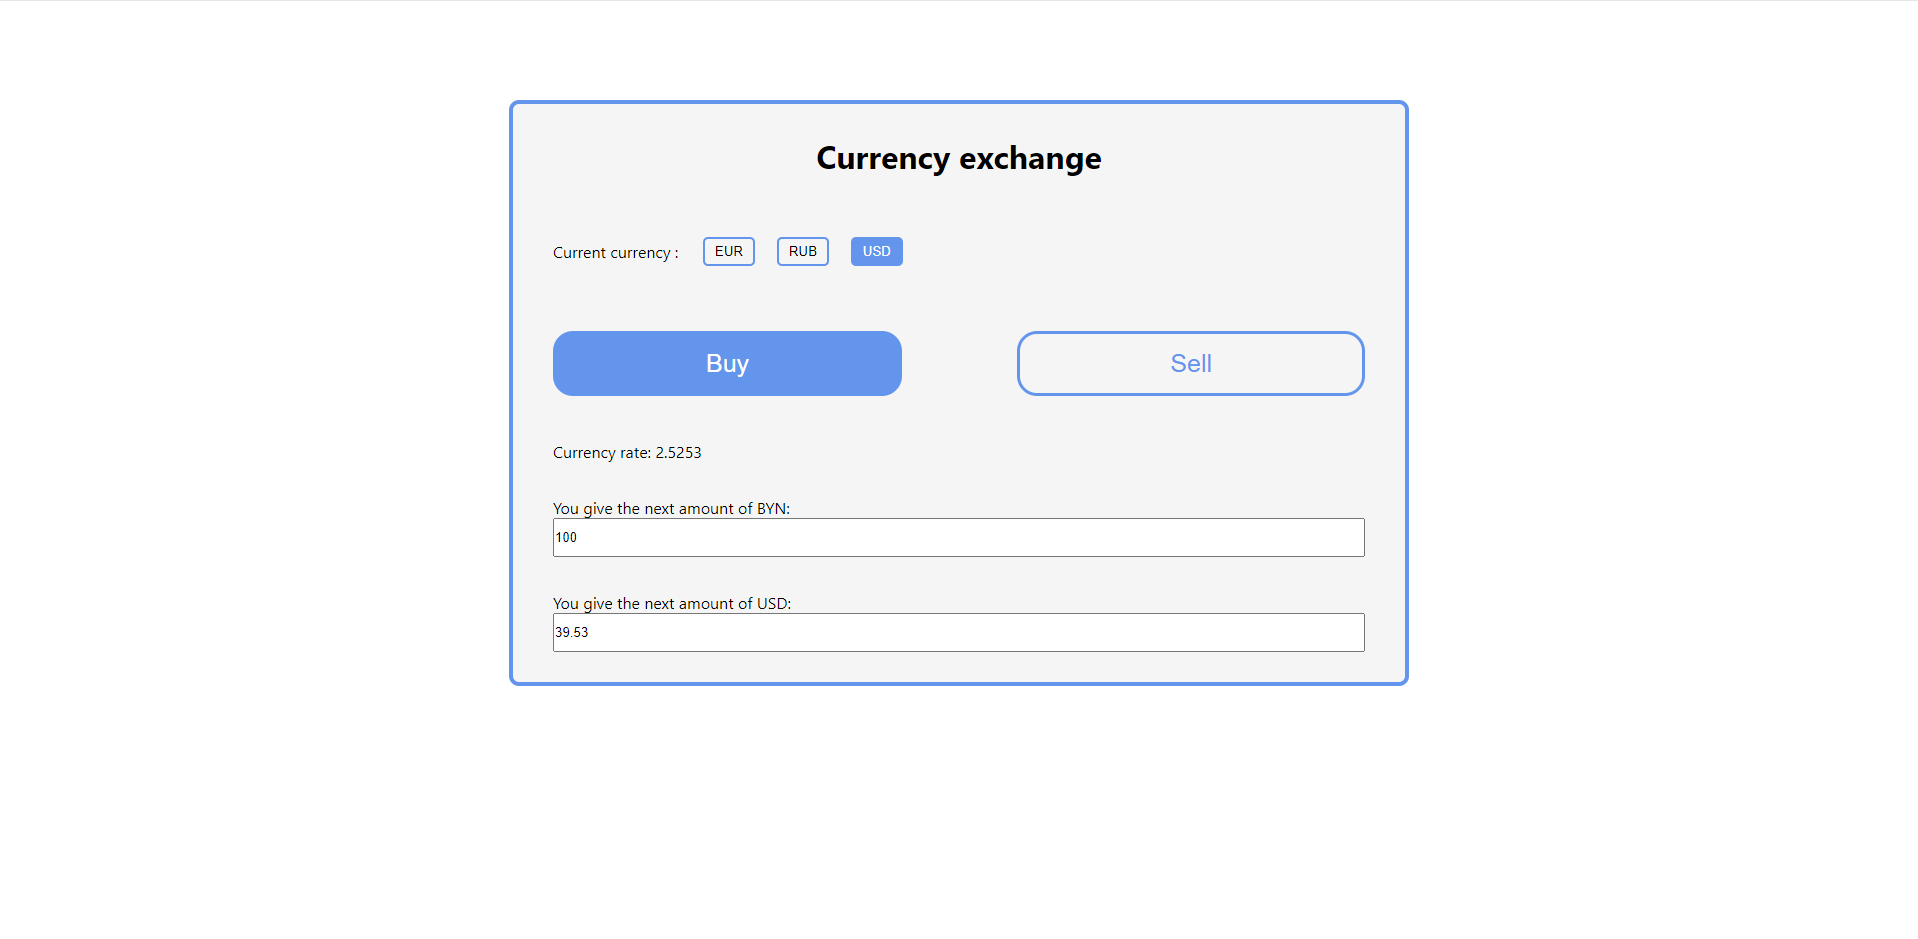 Currency exchange
Current currency : EUR RUB USD
Buy Sell
Currency rate: 2.5253
You give the next amount of BYN:
100
You give the next amount of USD:
39.53